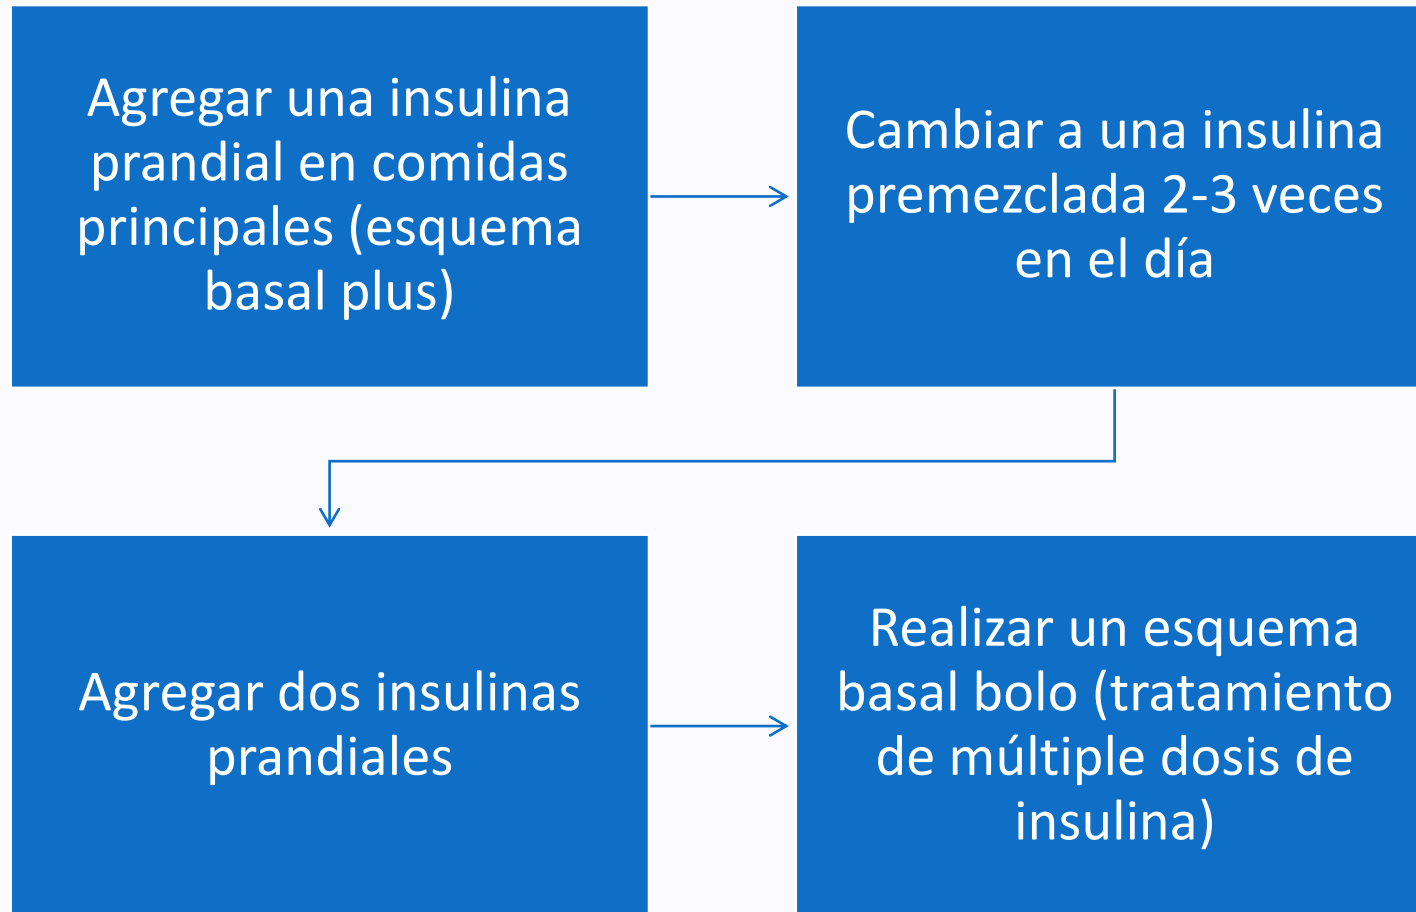 Agregar una insulina
prandial en comidas
principales (esquema
basal plus)
Cambiar a una insulina
premezclada 2-3 veces
en el día
Agregar dos insulinas
prandiales
Realizar un esquema
basal bolo (tratamiento
de múltiple dosis de
insulina)